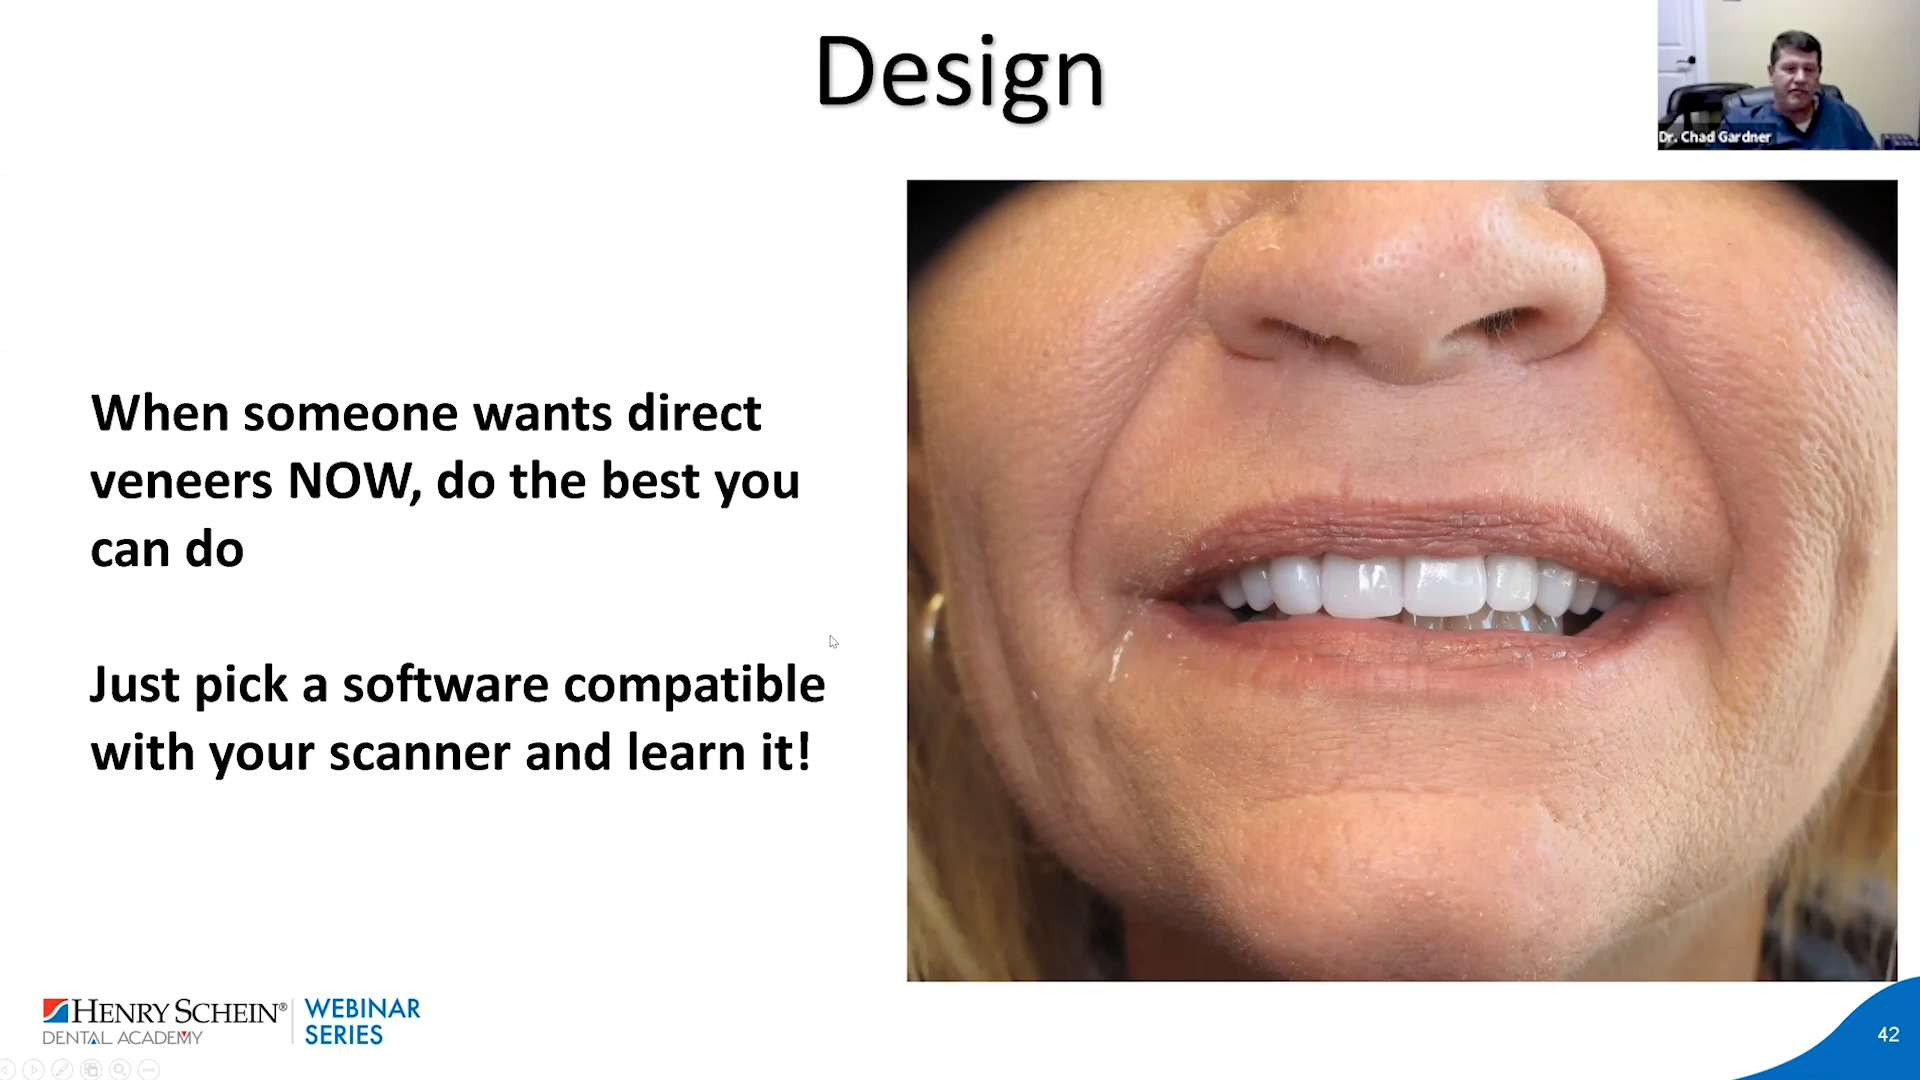 Design
Dr. Chad Gardner
When someone wants direct
veneers NOW, do the best you
can do
Just pick a software compatible
with your scanner and learn it!
HENRY SCHEIN®
DENTAL ACADEMY
WEBINAR
SERIES
42